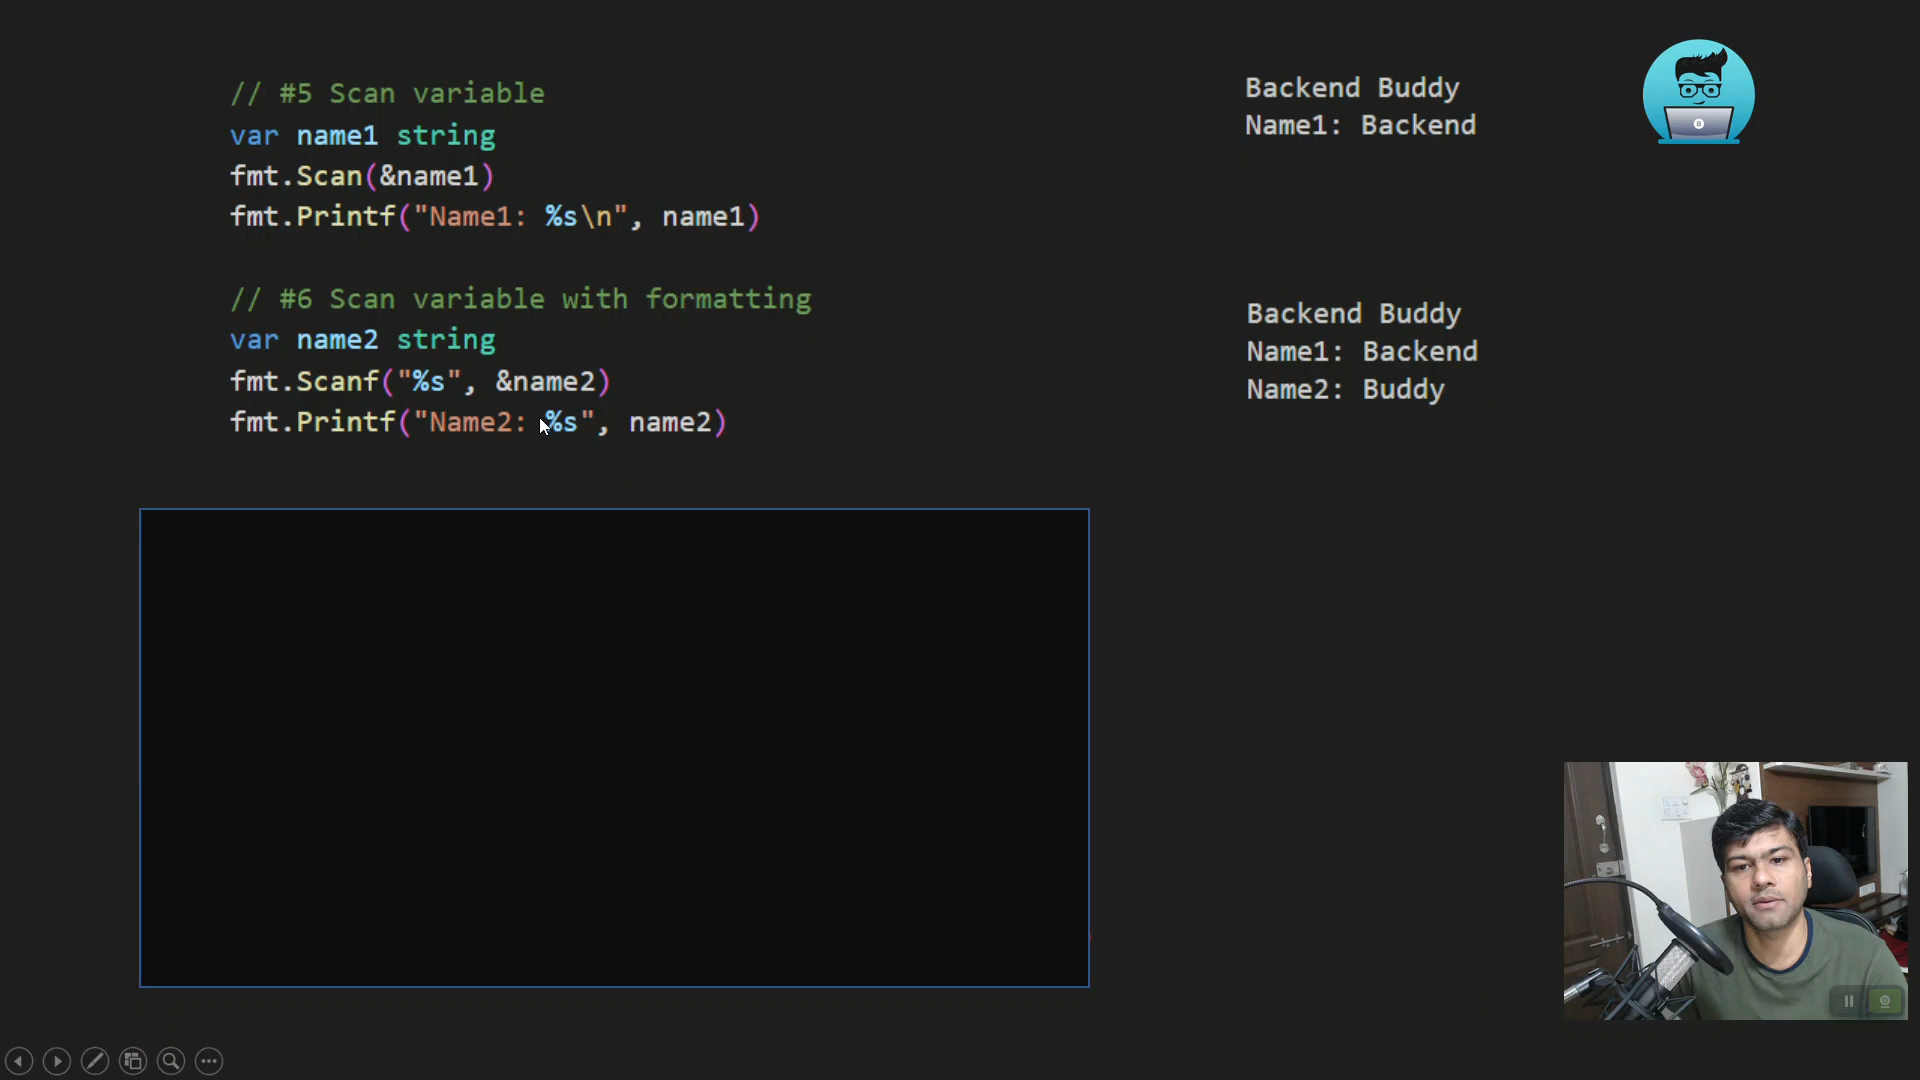 // #5 Scan variable
var name1 string
fmt.Scan(&name1)
fmt.Printf("Name1: %s\n", name1)
Backend Buddy
Name1: Backend
// #6 Scan variable with formatting
var name2 string
fmt.Scanf("%s", &name2)
fmt.Printf("Name2: %s", name2)
Backend Buddy
Name1: Backend
Name2: Buddy